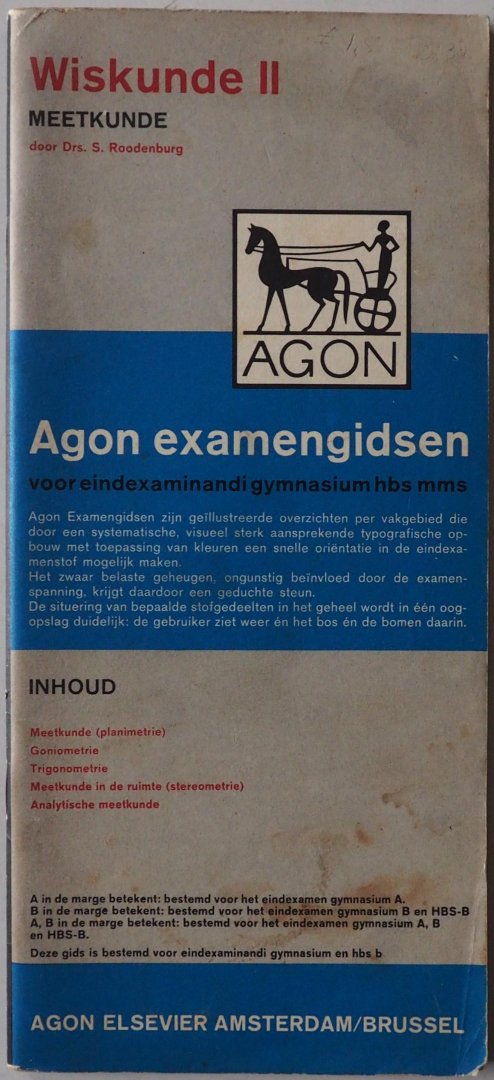 Wiskunde II
MEETKUNDE
door Drs. S. Roodenburg
AGON
Agon examengidsen
voor eindexaminandi gymnasium hbs mms
Agon Examengidsen zijn geïllustreerde overzichten per vakgebied die
door een systematische, visueel sterk aansprekende typografische op-
bouw met toepassing van kleuren een snelle oriëntatie in de eindexa-
menstof mogelijk maken.
Het zwaar belaste geheugen, ongunstig beïnvloed door de examen-
spanning, krijgt daardoor een geduchte steun.
De situering van bepaalde stofgedeelten in het geheel wordt in één oog-
opslag duidelijk: de gebruiker ziet weer én het bos én de bomen daarin.
INHOUD
Meetkunde (planimetrie)
Goniometrie
Trigonometrie
Meetkunde in de ruimte (stereometrie)
Analytische meetkunde
A in de marge betekent: bestemd voor het eindexamen gymnasium A.
B in de marge betekent: bestemd voor het eindexamen gymnasium B en HBS-B
A, B in de marge betekent: bestemd voor het eindexamen gymnasium A, B
en HBS-B.
Deze gids is bestemd voor eindexaminandi gymnasium en hbs b
AGON ELSEVIER AMSTERDAM/BRUSSEL